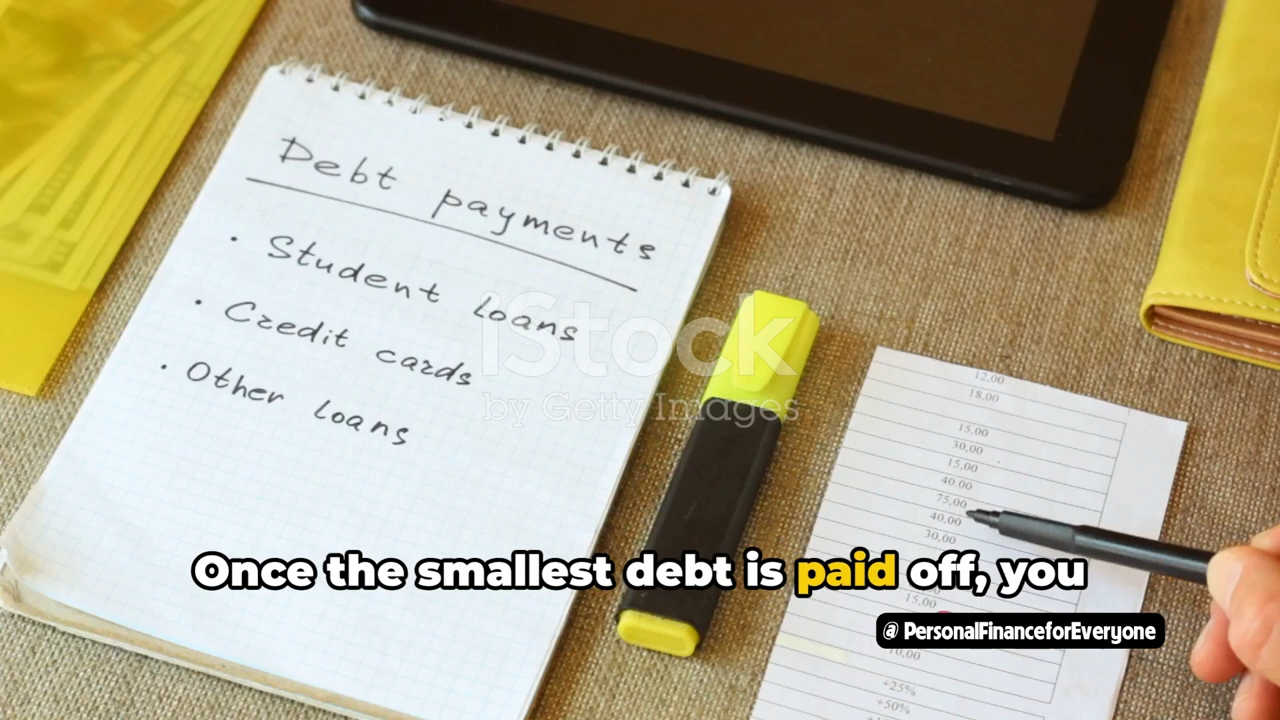 Debt payments
• Student loans
• Credit cards
• Other loans
iStock
by Getty Images
12,00
18,00
15,00
30,00
15,00
40,00
75,00
40,00
30,00
Once the smallest debt is paid off, you
15,00
@ PersonalFinanceforEveryone
10,00
+25%
+50%